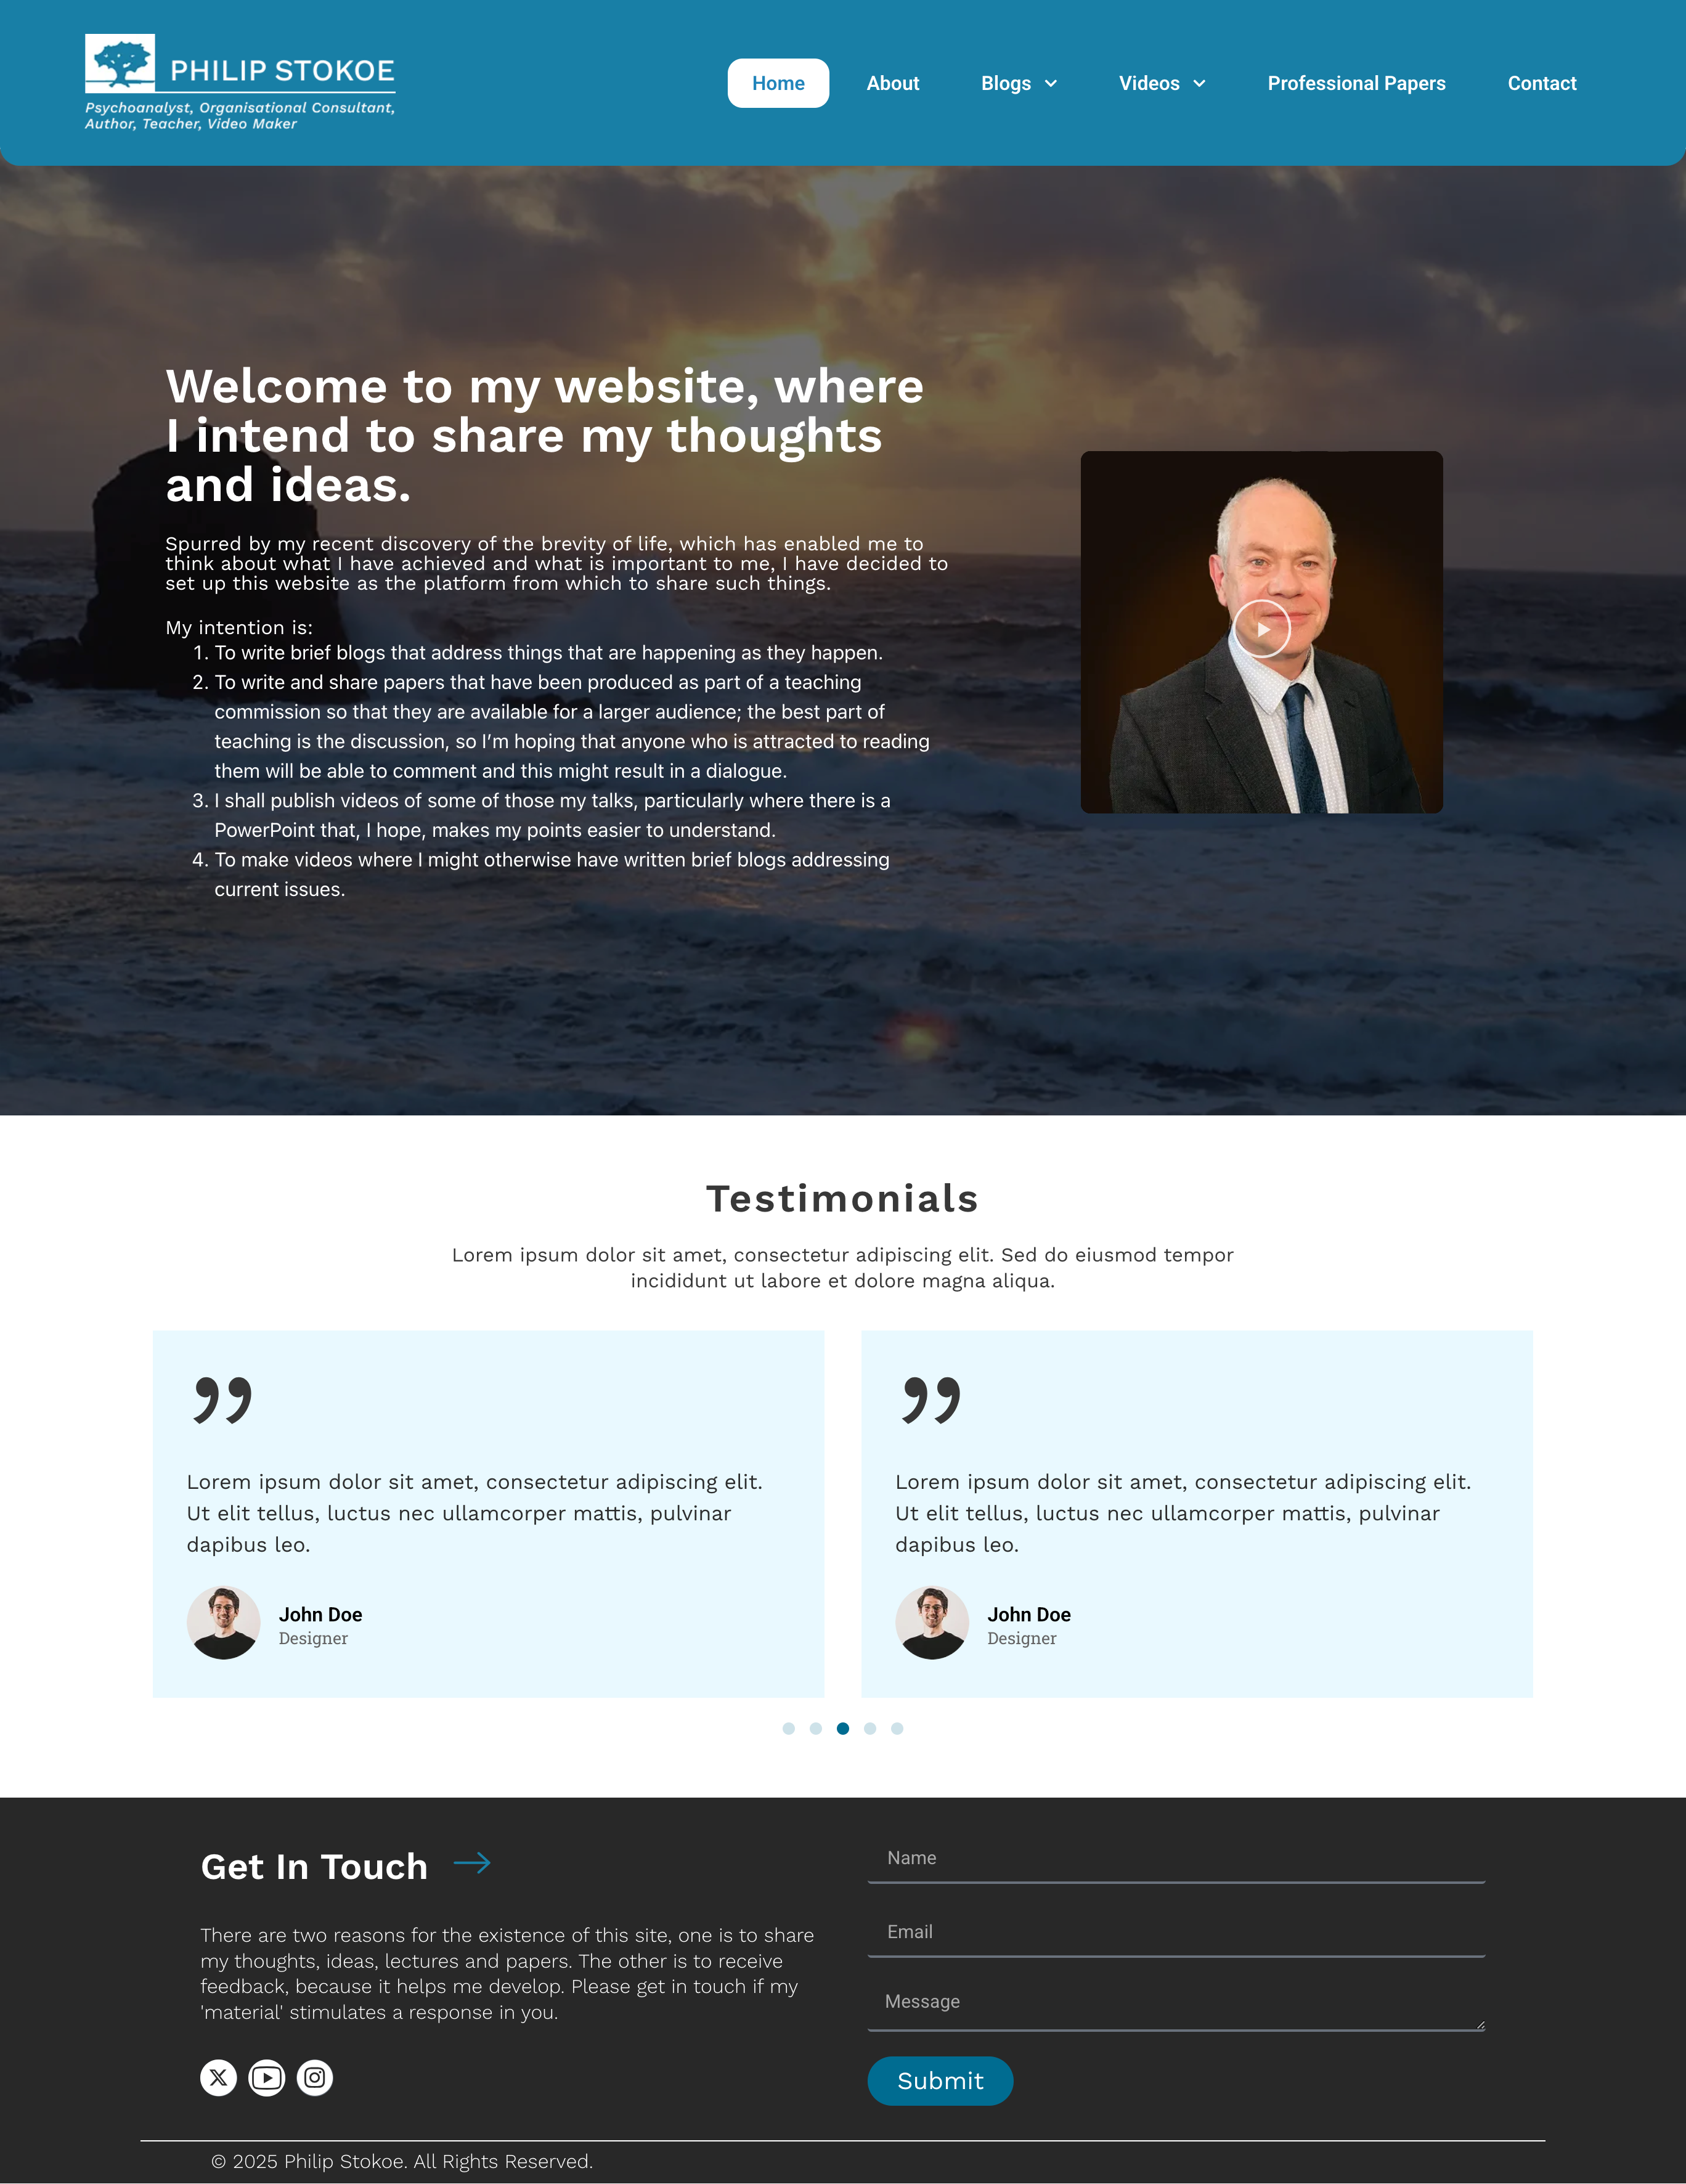 PHILIP STOKOE
Psychoanalyst, Organisational Consultant,
Author, Teacher, Video Maker
Home
About
Blogs
Videos
Professional Papers
Contact
Welcome to my website, where
I intend to share my thoughts
and ideas.
Spurred by my recent discovery of the brevity of life, which has enabled me to
think about what I have achieved and what is important to me, I have decided to
set up this website as the platform from which to share such things.
My intention is:
1. To write brief blogs that address things that are happening as they happen.
2. To write and share papers that have been produced as part of a teaching
commission so that they are available for a larger audience; the best part of
teaching is the discussion, so I’m hoping that anyone who is attracted to reading
them will be able to comment and this might result in a dialogue.
3. I shall publish videos of some of those my talks, particularly where there is a
PowerPoint that, I hope, makes my points easier to understand.
4. To make videos where I might otherwise have written brief blogs addressing
current issues.
Testimonials
Lorem ipsum dolor sit amet, consectetur adipiscing elit. Sed do eiusmod tempor
incididunt ut labore et dolore magna aliqua.
”
Lorem ipsum dolor sit amet, consectetur adipiscing elit.
Ut elit tellus, luctus nec ullamcorper mattis, pulvinar
dapibus leo.
John Doe
Designer
”
Lorem ipsum dolor sit amet, consectetur adipiscing elit.
Ut elit tellus, luctus nec ullamcorper mattis, pulvinar
dapibus leo.
John Doe
Designer
Get In Touch
There are two reasons for the existence of this site, one is to share
my thoughts, ideas, lectures and papers. The other is to receive
feedback, because it helps me develop. Please get in touch if my
'material' stimulates a response in you.
Name
Email
Message
Submit
© 2025 Philip Stokoe. All Rights Reserved.